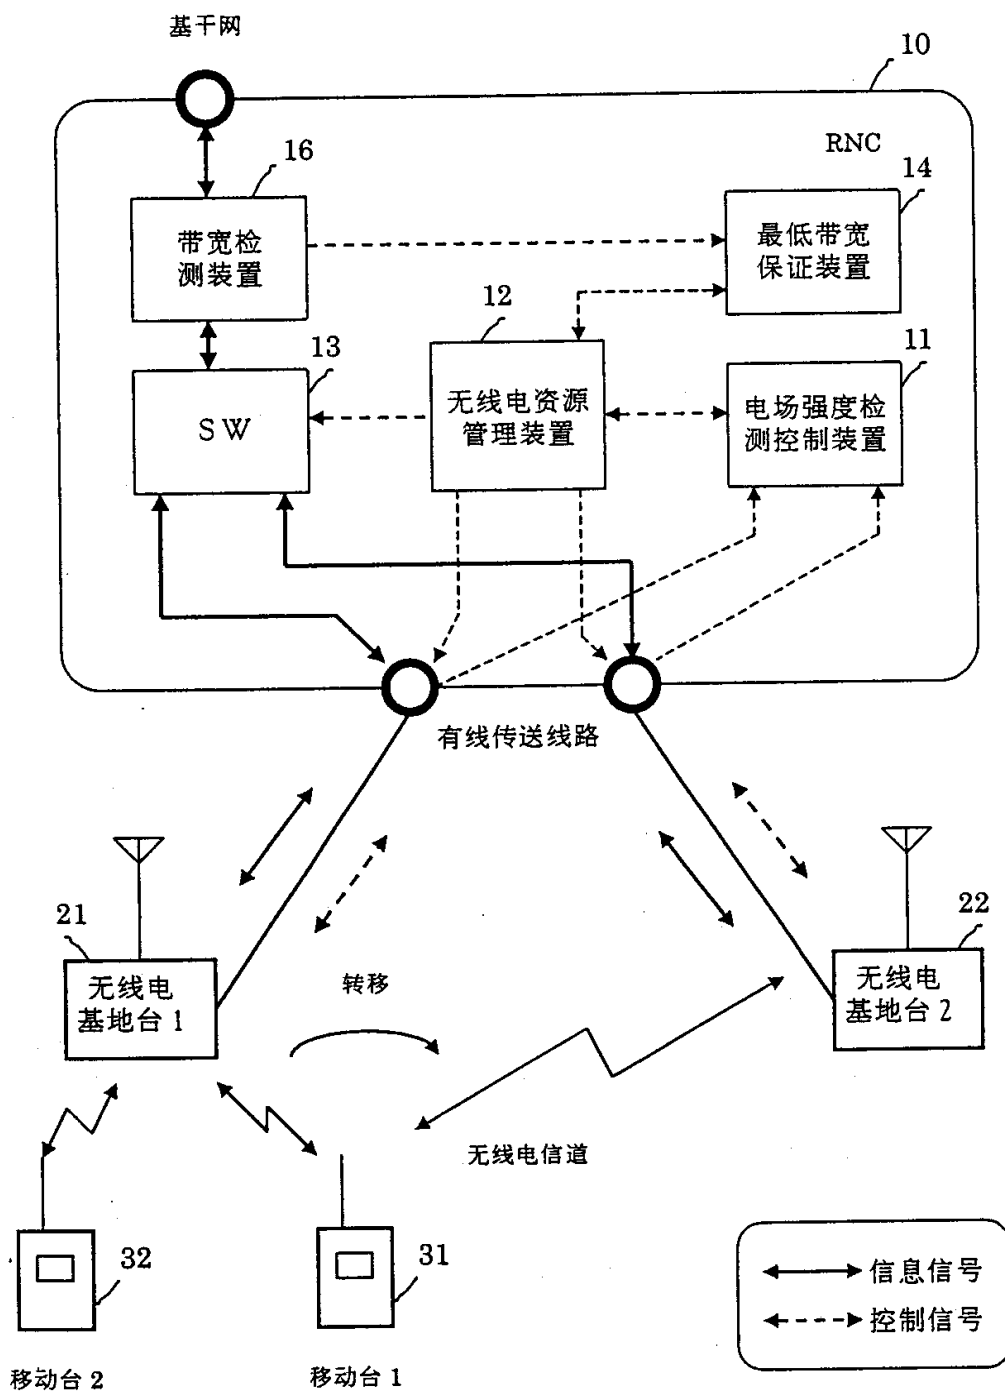 基干网
10
RNC
16
14
带宽检
测装置
最低带宽
保证装置
12
13
11
SW
无线电资源
管理装置
电场强度检
测控制装置
有线传送线路
21
22
无线电
基地台 1
转移
无线电
基地台 2
无线电信道
32
31
信息信号
控制信号
移动台 2
移动台 1